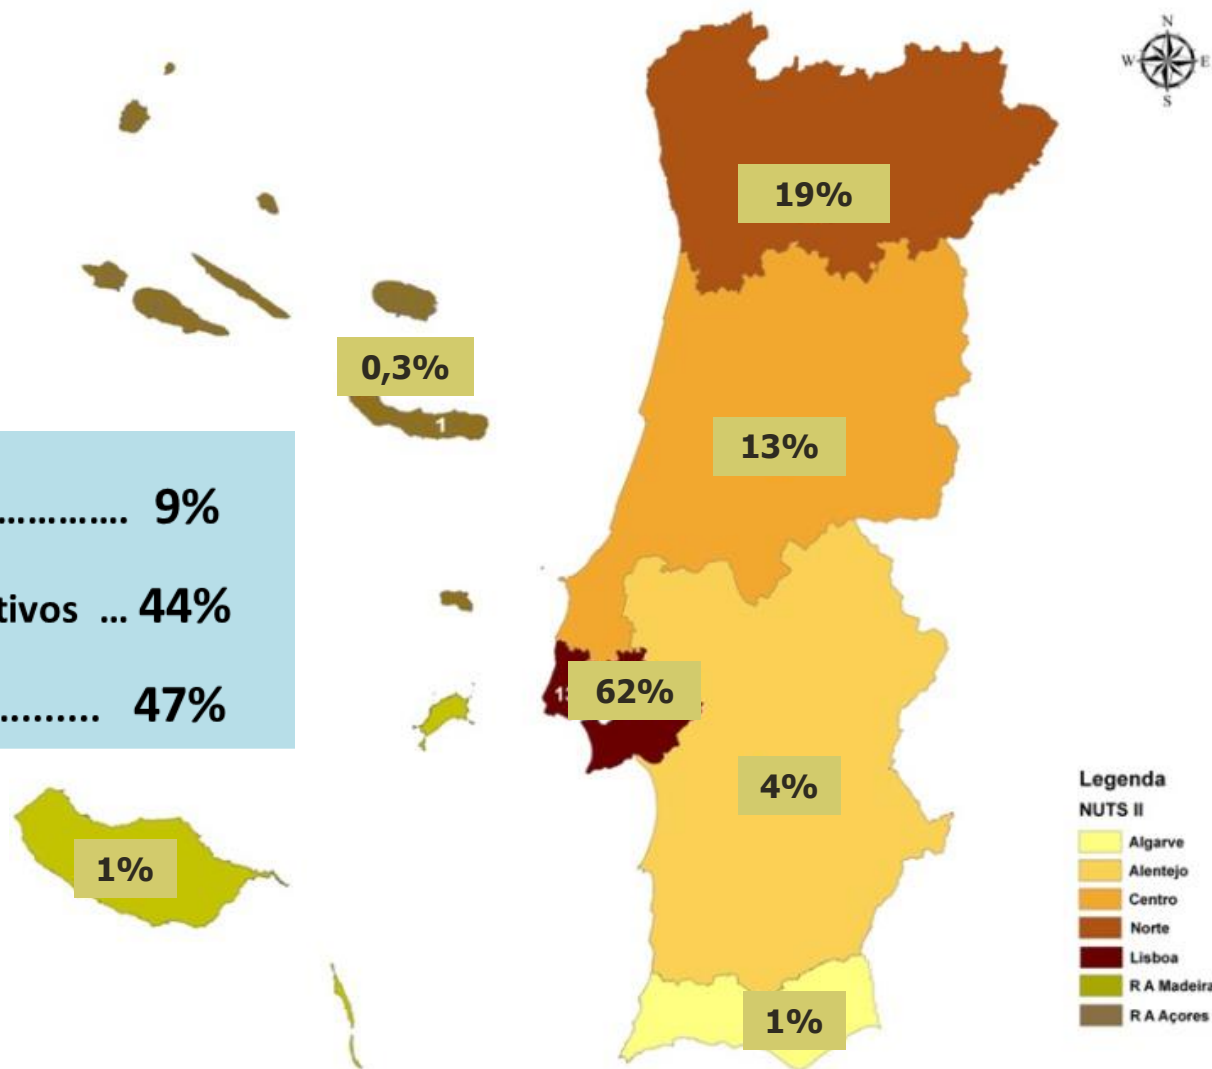 N
W E
S
19%
0,3%
1
13%
………….. 9%
tivos … 44%
……….. 47%
62%
4%
1%
1%
Legenda
NUTS II
Algarve
Alentejo
Centro
Norte
Lisboa
R A Madeira
R A Açores